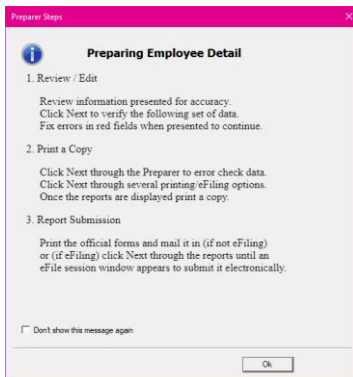 Preparer Steps
Preparing Employee Detail
1. Review / Edit
Review information presented for accuracy.
Click Next to verify the following set of data.
Fix errors in red fields when presented to continue.
2. Print a Copy
Click Next through the Preparer to error check data.
Click Next through several printing/eFiling options.
Once the reports are displayed print a copy.
3. Report Submission
Print the official forms and mail it in (if not eFiling)
or (if eFiling) click Next through the reports until an
eFile session window appears to submit it electronically.
Don't show this message again
Ok